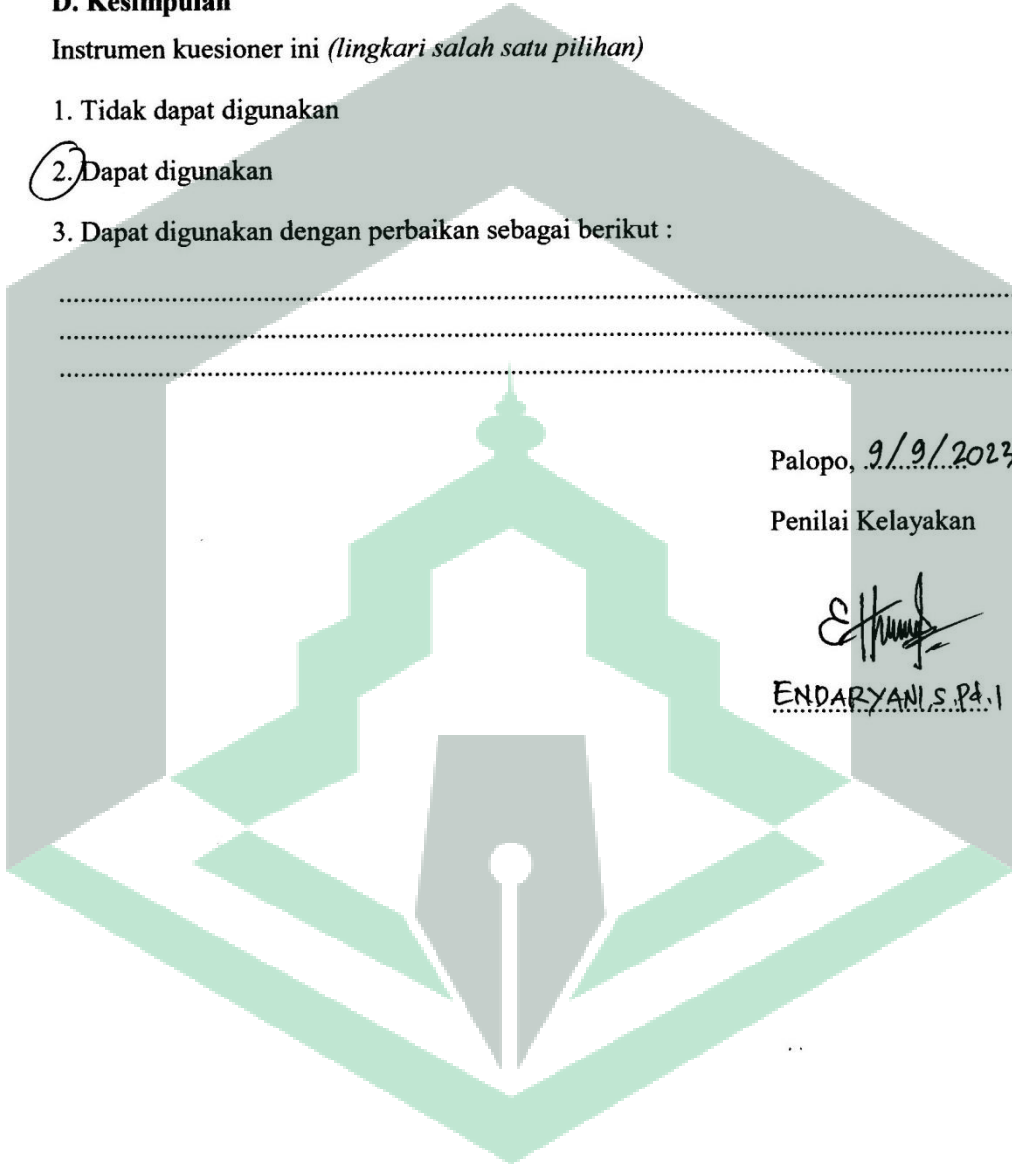 D. Kesimpulan
Instrumen kuesioner ini (lingkari salah satu pilihan)
1. Tidak dapat digunakan
2. Dapat digunakan
3. Dapat digunakan dengan perbaikan sebagai berikut :
Palopo, 9/9/2023
Penilai Kelayakan
ENDARYANI, S.Pd.I